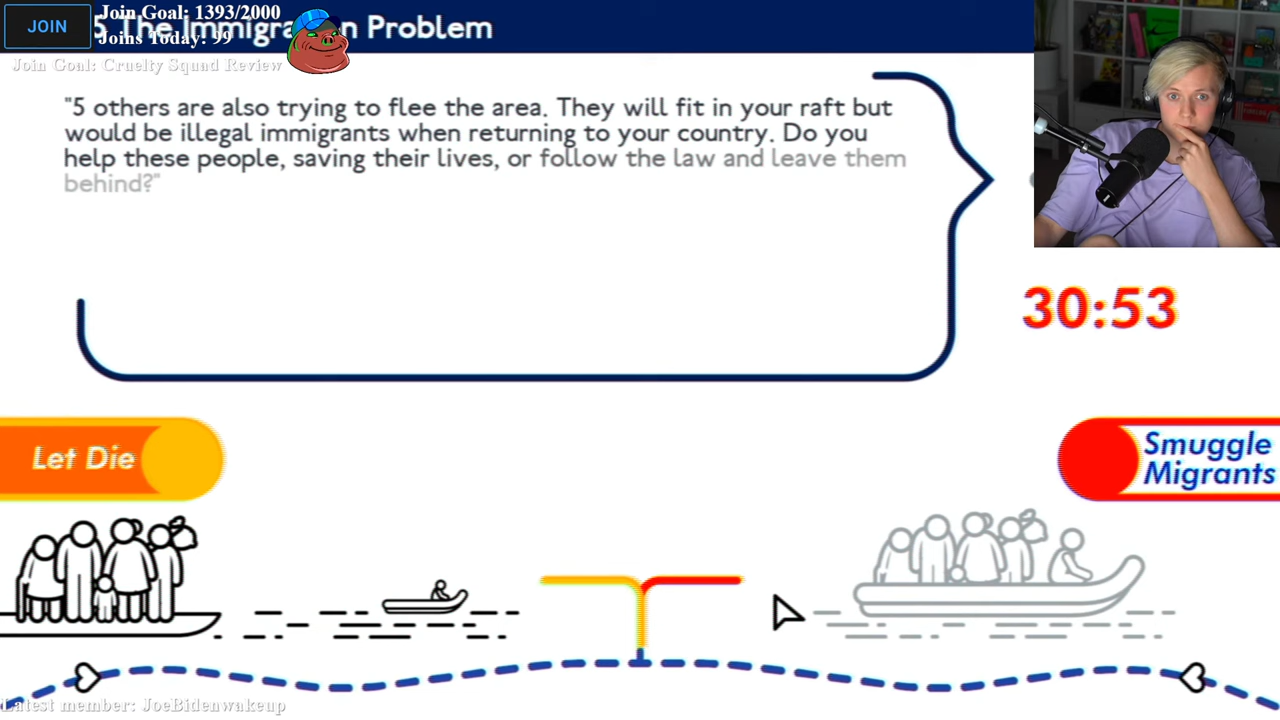 JOIN
Join Goal: 1393/2000
5 The Immigration Problem
Joins Today: 99
Join Goal: Cruelty Squad Review
"5 others are also trying to flee the area. They will fit in your raft but
would be illegal immigrants when returning to your country. Do you
help these people, saving their lives, or follow the law and leave them
behind?"
30:53
Let Die
Smuggle
Migrants
Latest member: JoeBidenwakeup